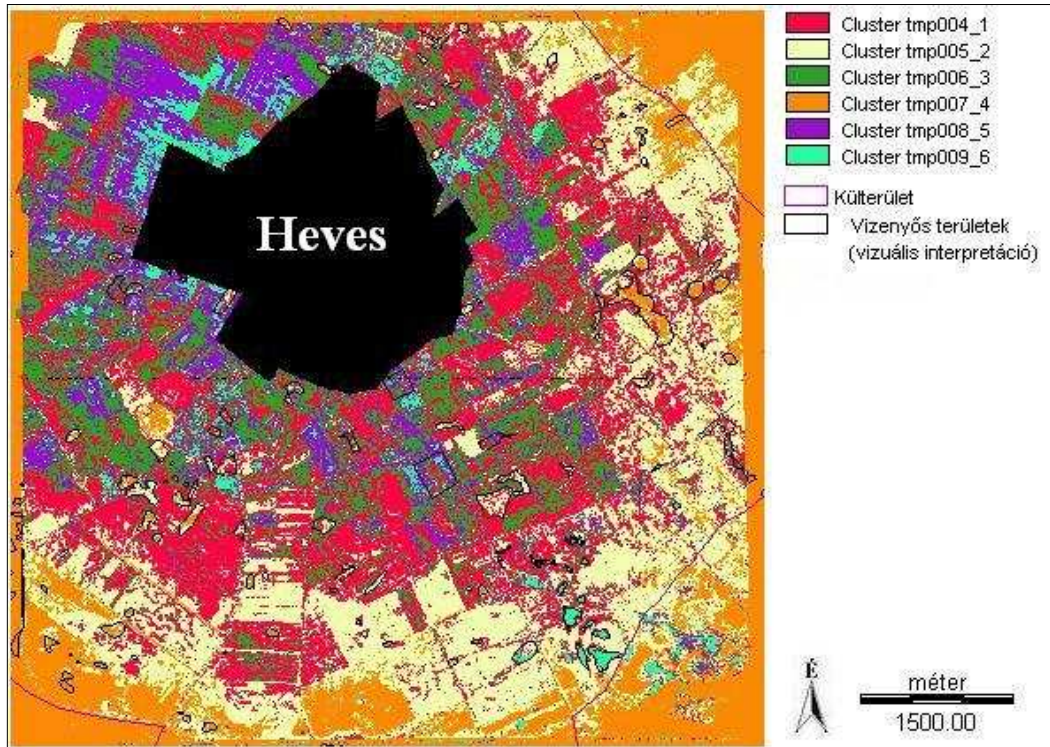 Heves
Cluster tmp004_1
Cluster tmp005_2
Cluster tmp006_3
Cluster tmp007_4
Cluster tmp008_5
Cluster tmp009_6
Külterület
Vizenyős területek
(vizuális interpretáció)
É
méter
1500.00